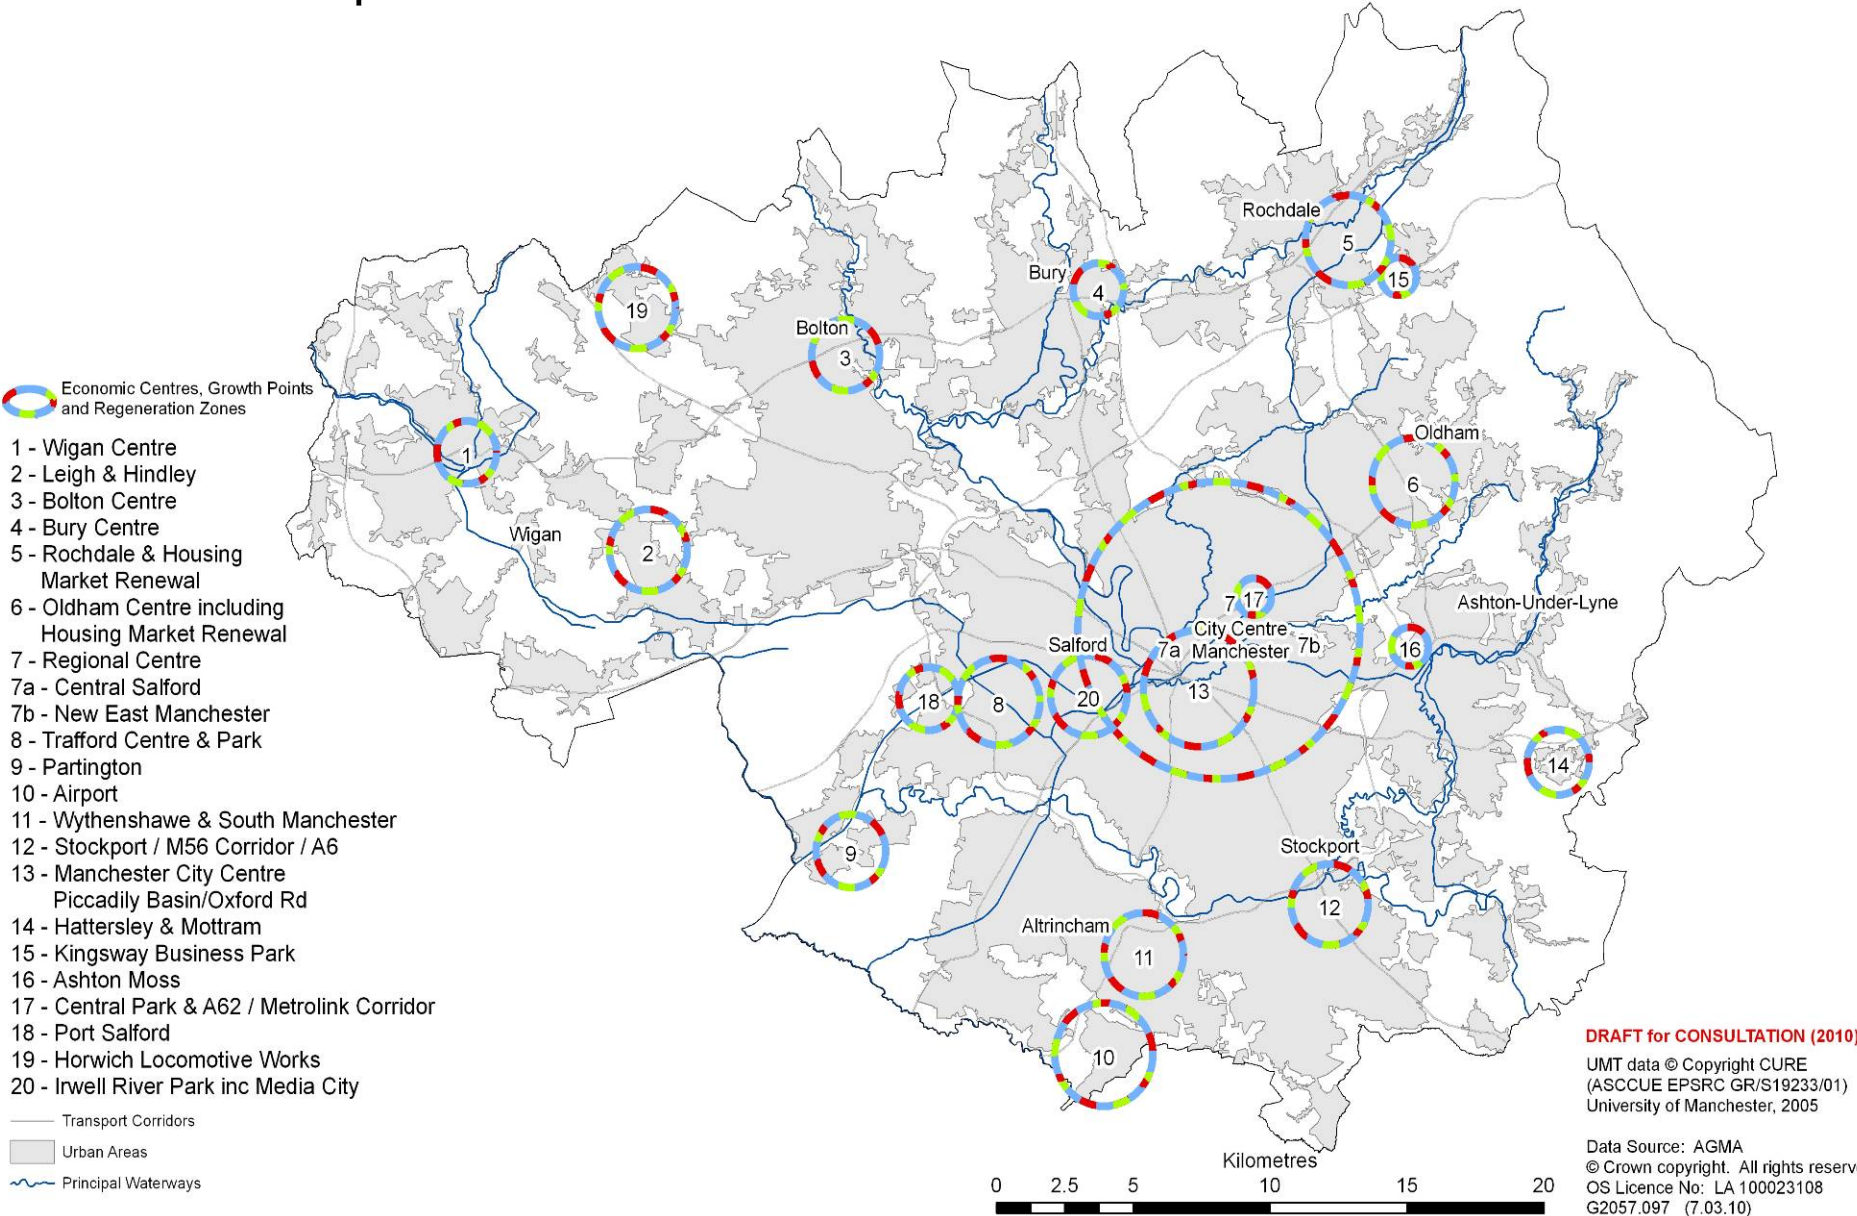 Economic Centres, Growth Points
and Regeneration Zones
1 - Wigan Centre
2 - Leigh & Hindley
3 - Bolton Centre
4 - Bury Centre
5 - Rochdale & Housing
Market Renewal
6 - Oldham Centre including
Housing Market Renewal
7 - Regional Centre
7a - Central Salford
7b - New East Manchester
8 - Trafford Centre & Park
9 - Partington
10 - Airport
11 - Wythenshawe & South Manchester
12 - Stockport / M56 Corridor / A6
13 - Manchester City Centre
Piccadily Basin/Oxford Rd
14 - Hattersley & Mottram
15 - Kingsway Business Park
16 - Ashton Moss
17 - Central Park & A62 / Metrolink Corridor
18 - Port Salford
19 - Horwich Locomotive Works
20 - Irwell River Park inc Media City
Transport Corridors
Urban Areas
Principal Waterways
Rochdale
5
15
Bury
4
19
Bolton
3
1
Oldham
6
Wigan
2
7
17
Ashton-Under-Lyne
City Centre
Manchester
7a
7b
16
Salford
18
8
20
13
14
9
Stockport
12
Altrincham
11
10
Kilometres
0 2.5 5 10 15 20
DRAFT for CONSULTATION (2010)
UMT data © Copyright CURE
(ASCCUE EPSRC GR/S19233/01)
University of Manchester, 2005
Data Source: AGMA
© Crown copyright. All rights reserv
OS Licence No: LA 100023108
G2057.097 (7.03.10)